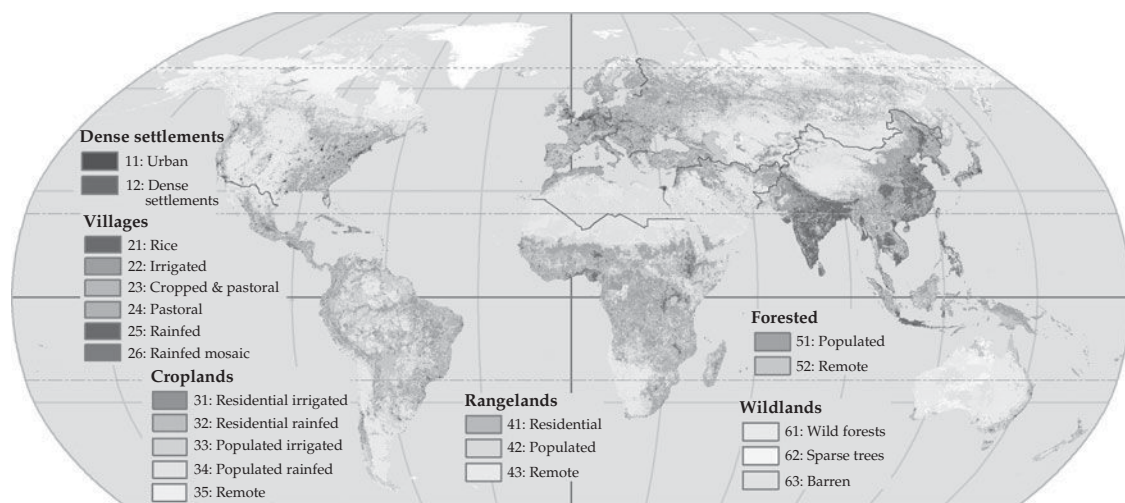 Dense settlements
11: Urban
12: Dense
settlements
Villages
21: Rice
22: Irrigated
23: Cropped & pastoral
24: Pastoral
25: Rainfed
26: Rainfed mosaic
Croplands
31: Residential irrigated
32: Residential rainfed
33: Populated irrigated
34: Populated rainfed
35: Remote
Rangelands
41: Residential
42: Populated
43: Remote
Forested
51: Populated
52: Remote
Wildlands
61: Wild forests
62: Sparse trees
63: Barren